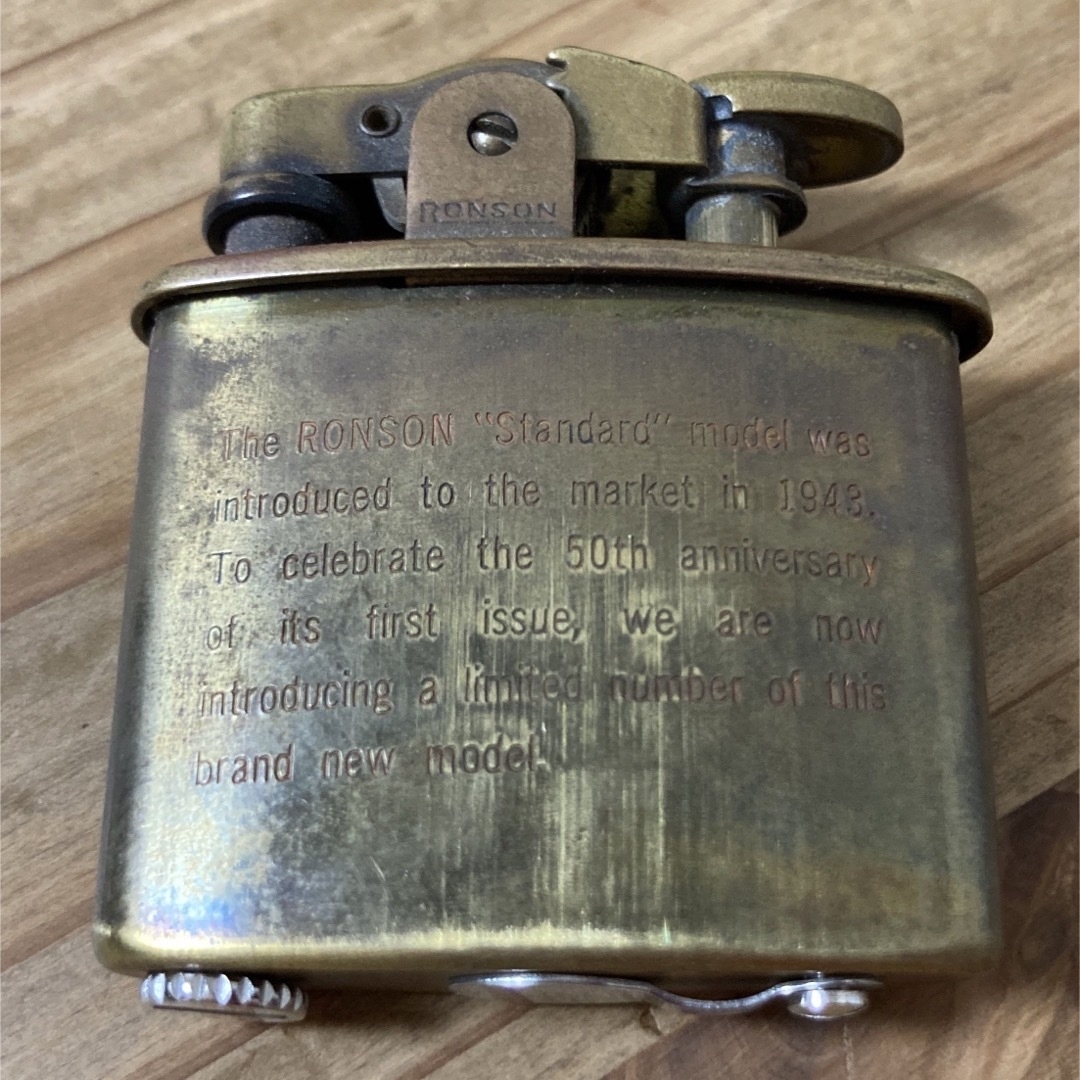 RONSON
The RONSON "Standard" model was
introduced to the market in 1943.
To celebrate the 50th anniversary
of its first issue, we are now
introducing a limited number of this
brand new model.